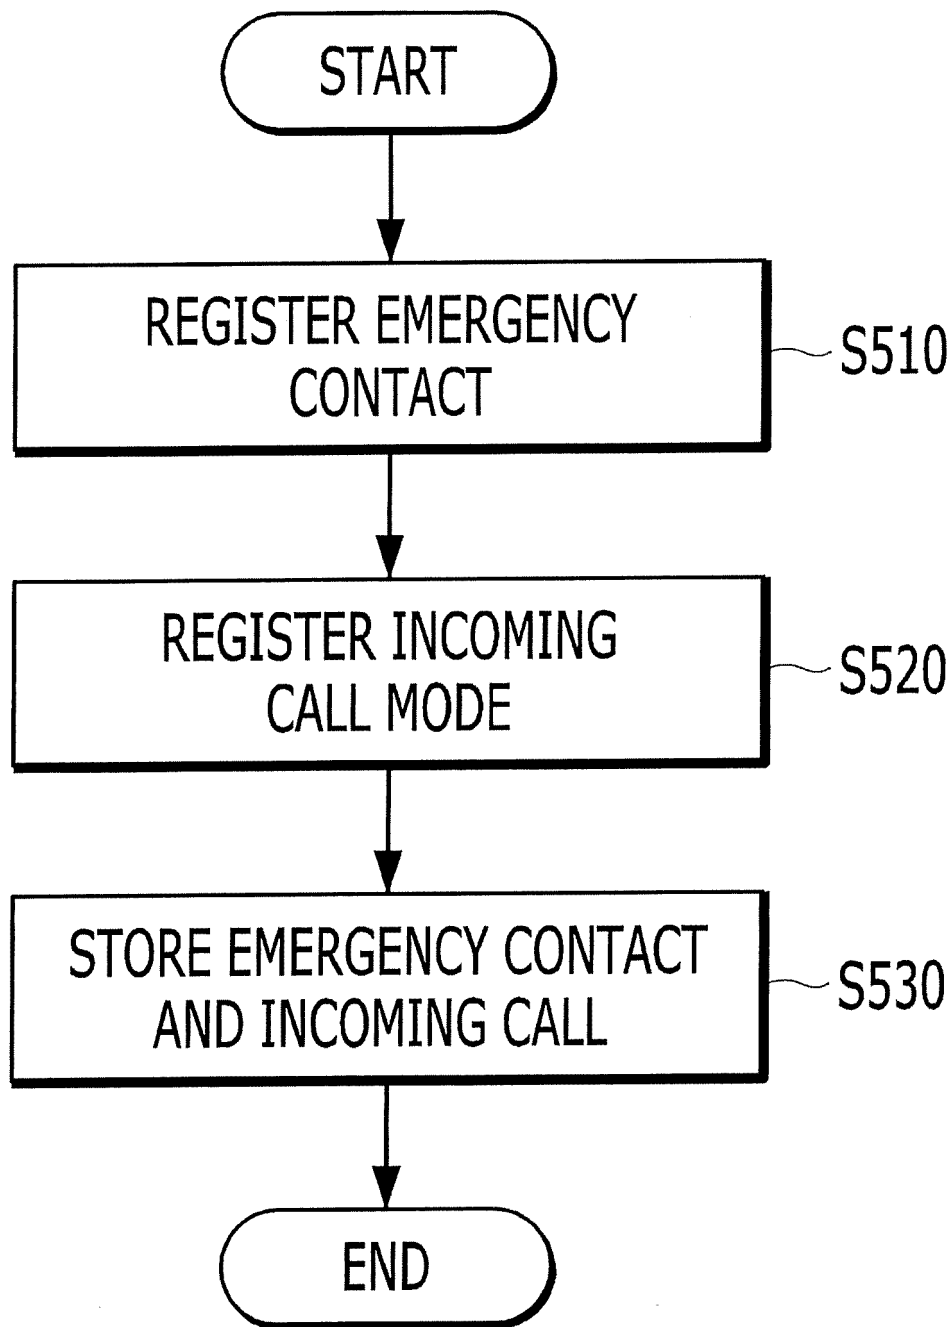 START
REGISTER EMERGENCY
CONTACT
S510
REGISTER INCOMING
CALL MODE
S520
STORE EMERGENCY CONTACT
AND INCOMING CALL
S530
END